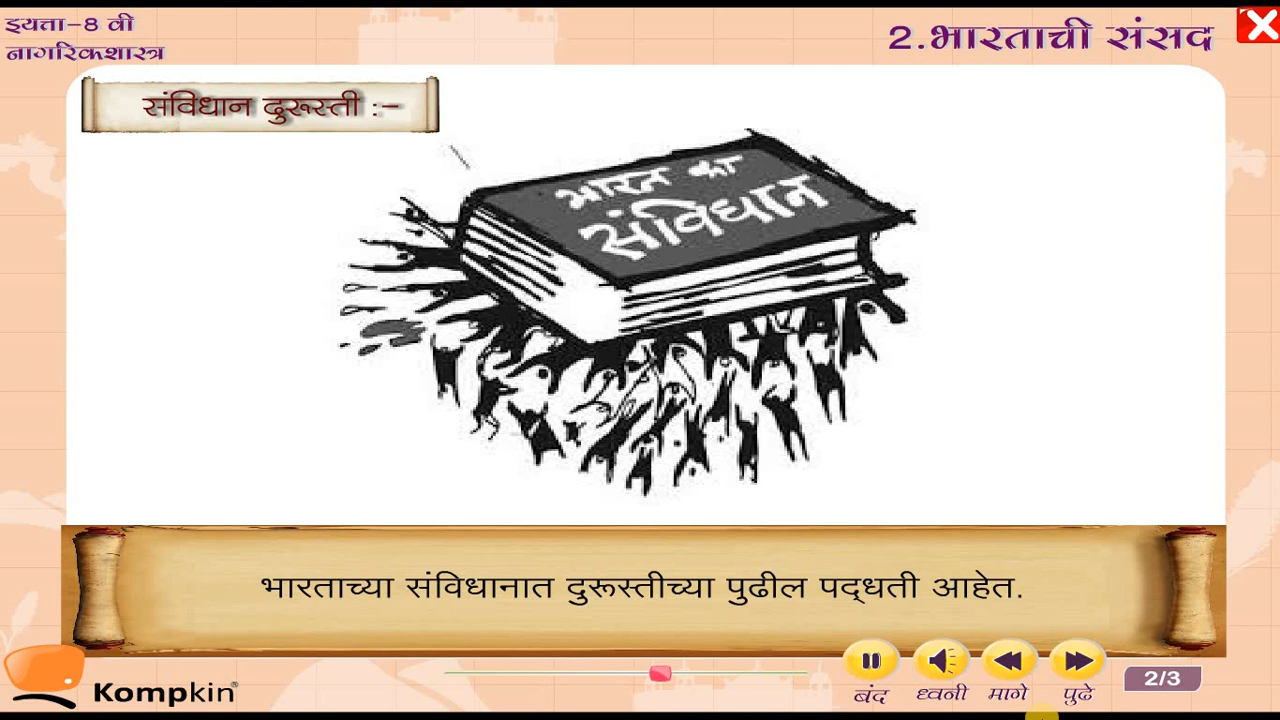 इयत्ता-8 वी
नागरिकशास्त्र
2.भारताची संसद
संविधान दुरूस्ती :-
भारत का
संविधान
भारताच्या संविधानात दुरूस्तीच्या पुढील पद्धती आहेत.
Kompkin®
बंद
ध्वनी
मागे
पुढे
2/3